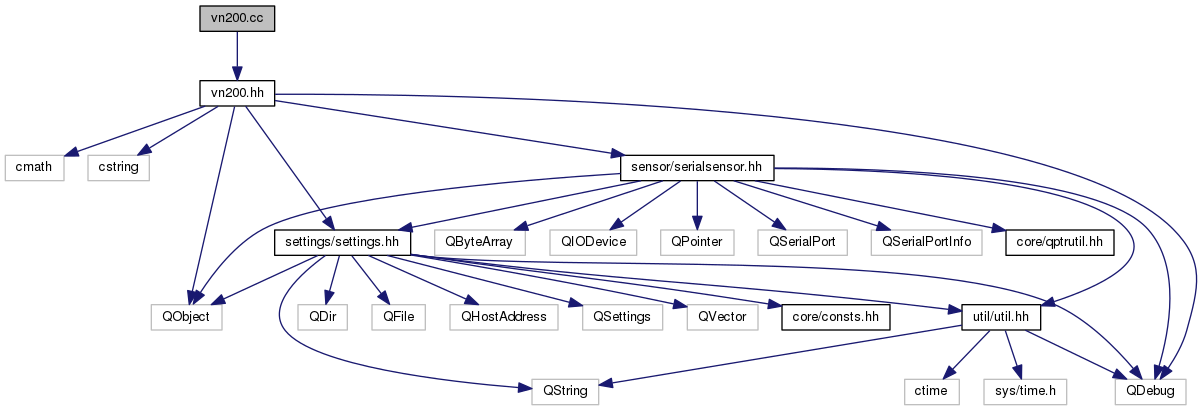 vn200.cc
vn200.hh
cmath
cstring
sensor/serialsensor.hh
settings/settings.hh
QByteArray
QIODevice
QPointer
QSerialPort
QSerialPortInfo
core/qptrutil.hh
QObject
QDir
QFile
QHostAddress
QSettings
QVector
core/consts.hh
util/util.hh
QString
ctime
sys/time.h
QDebug